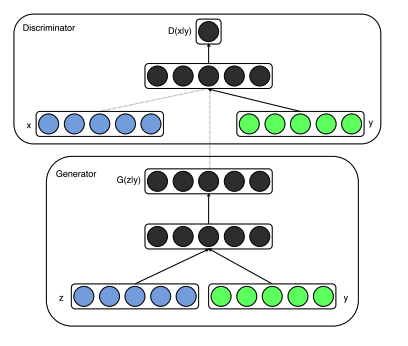 Discriminator
D(x|y)
x
y
Generator
G(z|y)
z
y